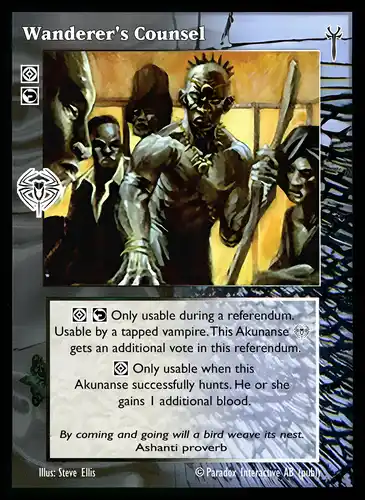 Wanderer's Counsel
Only usable during a referendum.
Usable by a tapped vampire. This Akunanse
gets an additional vote in this referendum.
Only usable when this
Akunanse successfully hunts. He or she
gains 1 additional blood.
By coming and going will a bird weave its nest.
Ashanti proverb
Illus: Steve Ellis
© Paradox Interactive AB (publ)